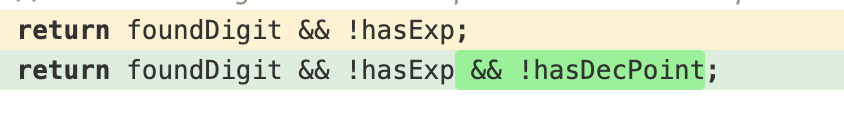 return foundDigit && !hasExp;
return foundDigit && !hasExp && !hasDecPoint;